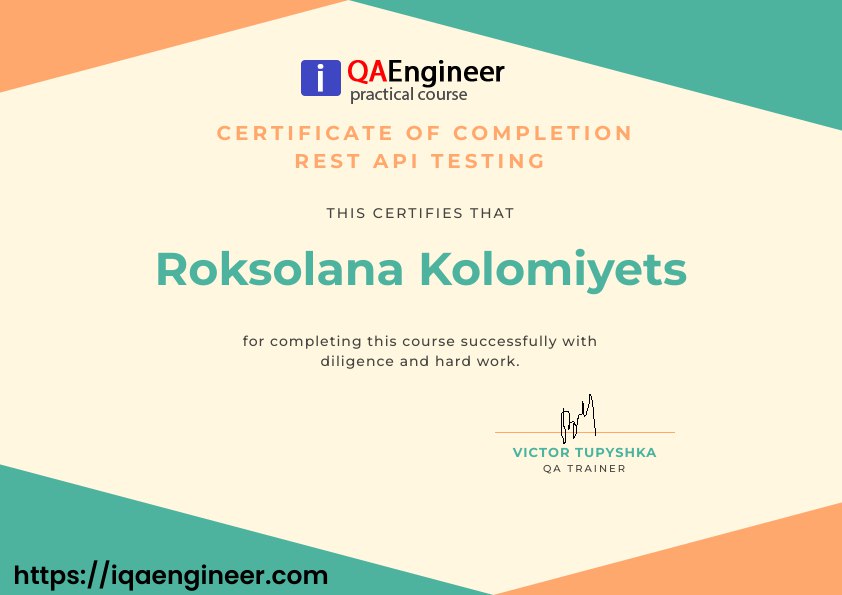 i QAEngineer
practical course
CERTIFICATE OF COMPLETION
REST API TESTING
THIS CERTIFIES THAT
Roksolana Kolomiyets
for completing this course successfully with
diligence and hard work.
VICTOR TUPYSHKA
QA TRAINER
https://iqaengineer.com